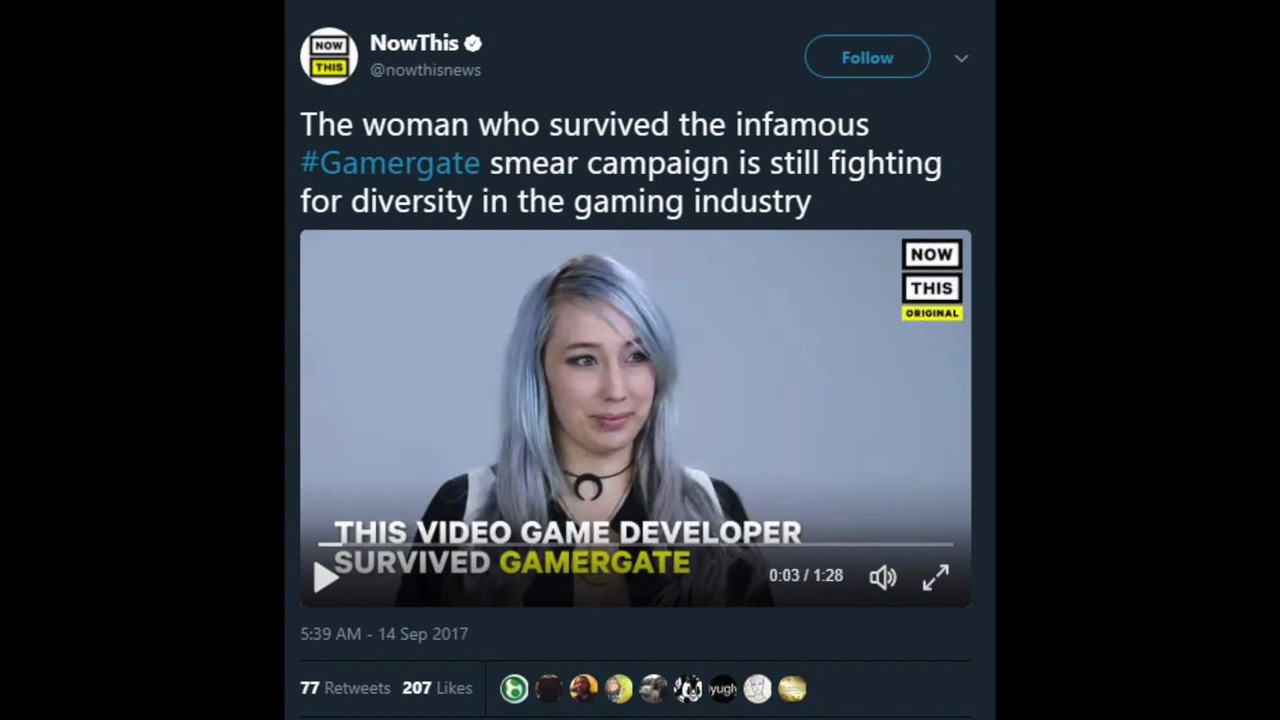 NOW
THIS
NowThis
@nowthisnews
Follow
The woman who survived the infamous
#Gamergate smear campaign is still fighting
for diversity in the gaming industry
NOW
THIS
ORIGINAL
THIS VIDEO GAME DEVELOPER
SURVIVED GAMERGATE
0:03 / 1:28
5:39 AM - 14 Sep 2017
77 Retweets 207 Likes
yugly